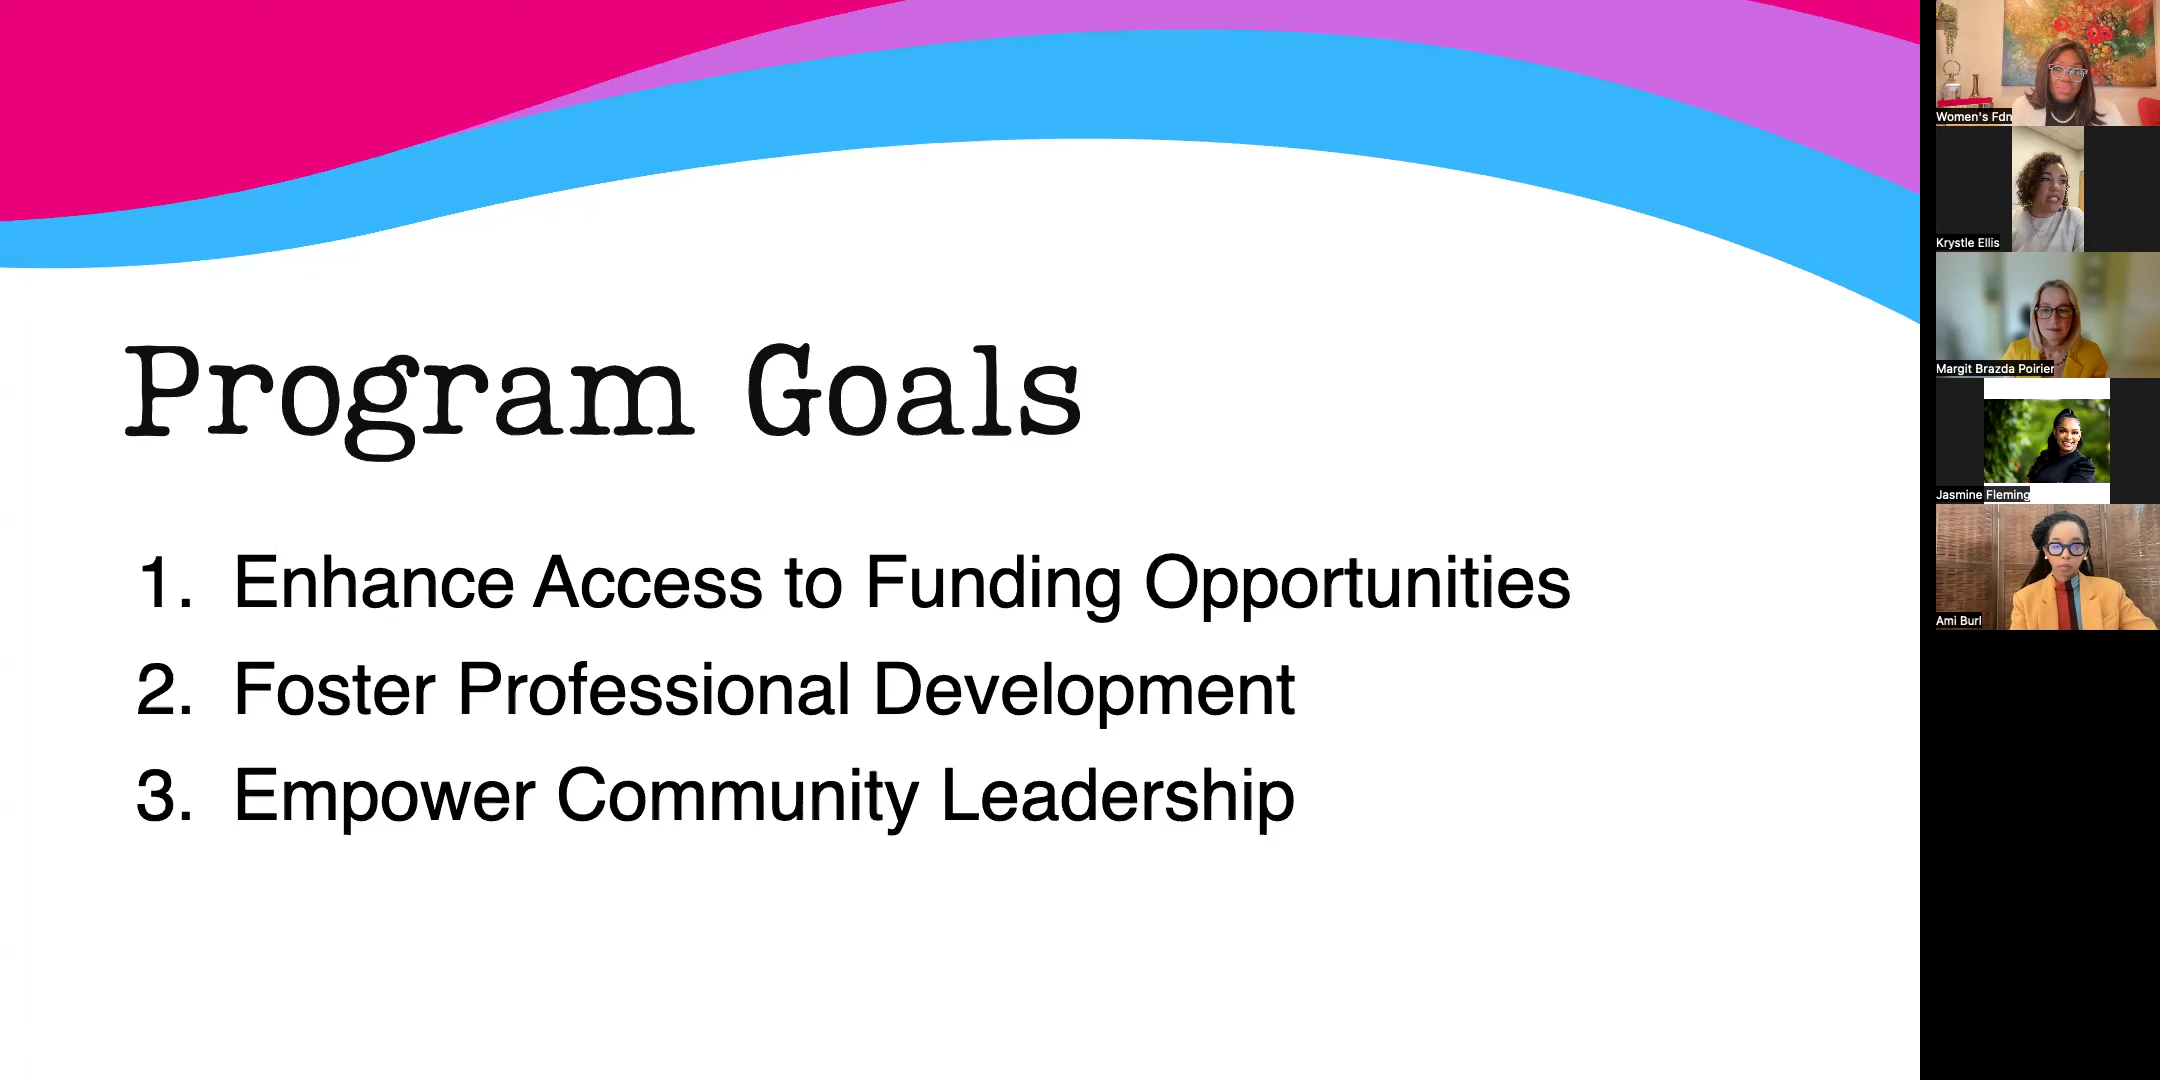 Program Goals
1. Enhance Access to Funding Opportunities
2. Foster Professional Development
3. Empower Community Leadership
Women's Fdn
Krystle Ellis
Margit Brazda Poirier
Jasmine Fleming
Ami Burl